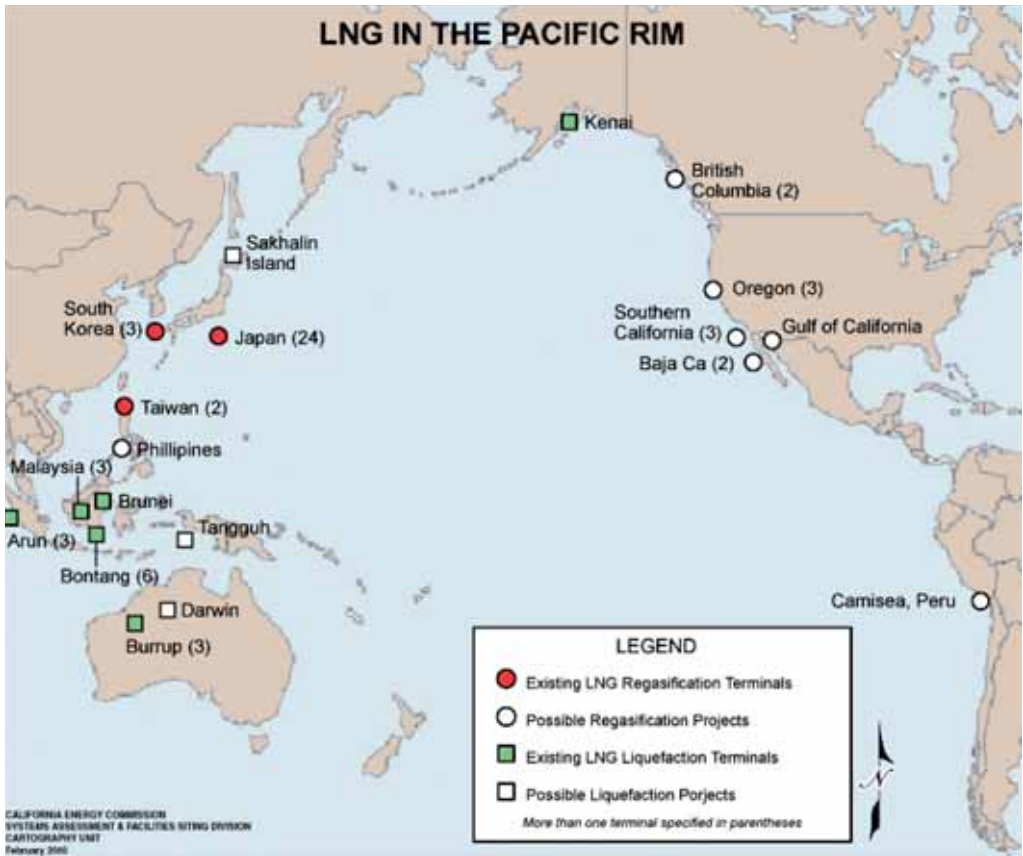 LNG IN THE PACIFIC RIM
Kenai
British
Columbia (2)
Sakhalin
Island
Oregon (3)
South
Korea (3)
Japan (24)
Southern
California (3)
Gulf of California
Baja Ca (2)
Taiwan (2)
Phillipines
Malaysia (3)
Brunei
Tangguh
Arun (3)
Bontang (6)
Darwin
Burrup (3)
Camisea, Peru
LEGEND
Existing LNG Regasification Terminals
Possible Regasification Projects
Existing LNG Liquefaction Terminals
Possible Liquefaction Porjects
More than one terminal specified in parentheses
N
CALIFORNIA ENERGY COMMISSION
SYSTEMS ASSESSMENT & FACILITIES SITING DIVISION
CARTOGRAPHY UNIT
February